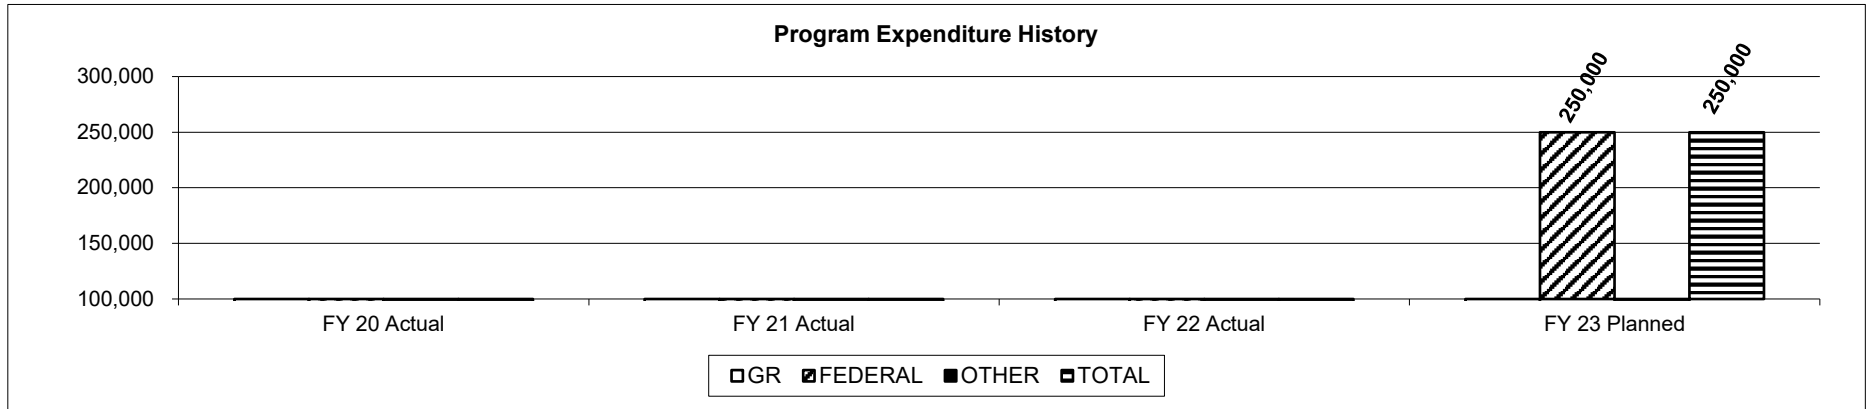 Program Expenditure History
300,000
250,000
200,000
150,000
100,000
250,000
250,000
FY 20 Actual
FY 21 Actual
FY 22 Actual
FY 23 Planned
GR FEDERAL OTHER TOTAL